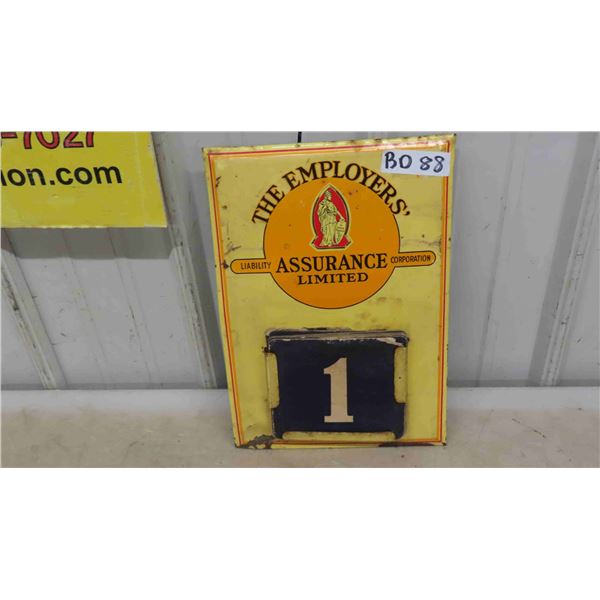 -7027
ion.com
BO 88
THE EMPLOYERS'
LIABILITY ASSURANCE CORPORATION
LIMITED
1